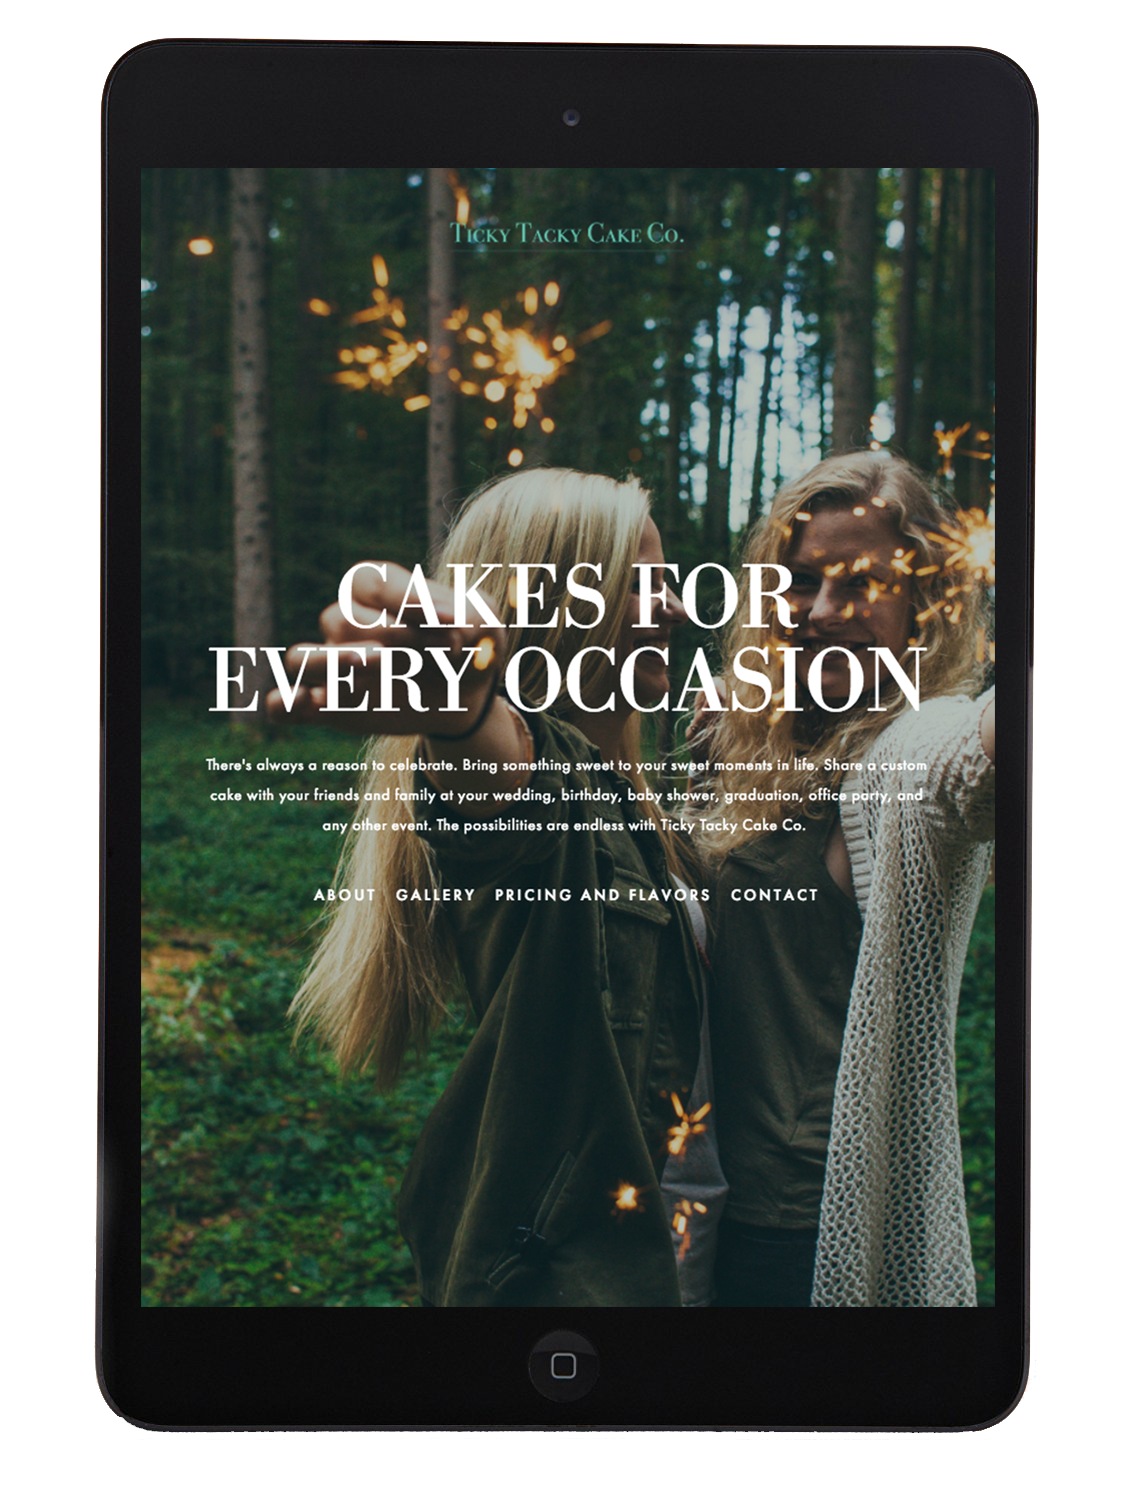 Ticky Tacky Cake Co.
CAKES FOR
EVERY OCCASION
There's always a reason to celebrate. Bring something sweet to your sweet moments in life. Share a custom
cake with your friends and family at your wedding, birthday, baby shower, graduation, office party, and
any other event. The possibilities are endless with Ticky Tacky Cake Co.
ABOUT GALLERY PRICING AND FLAVORS CONTACT